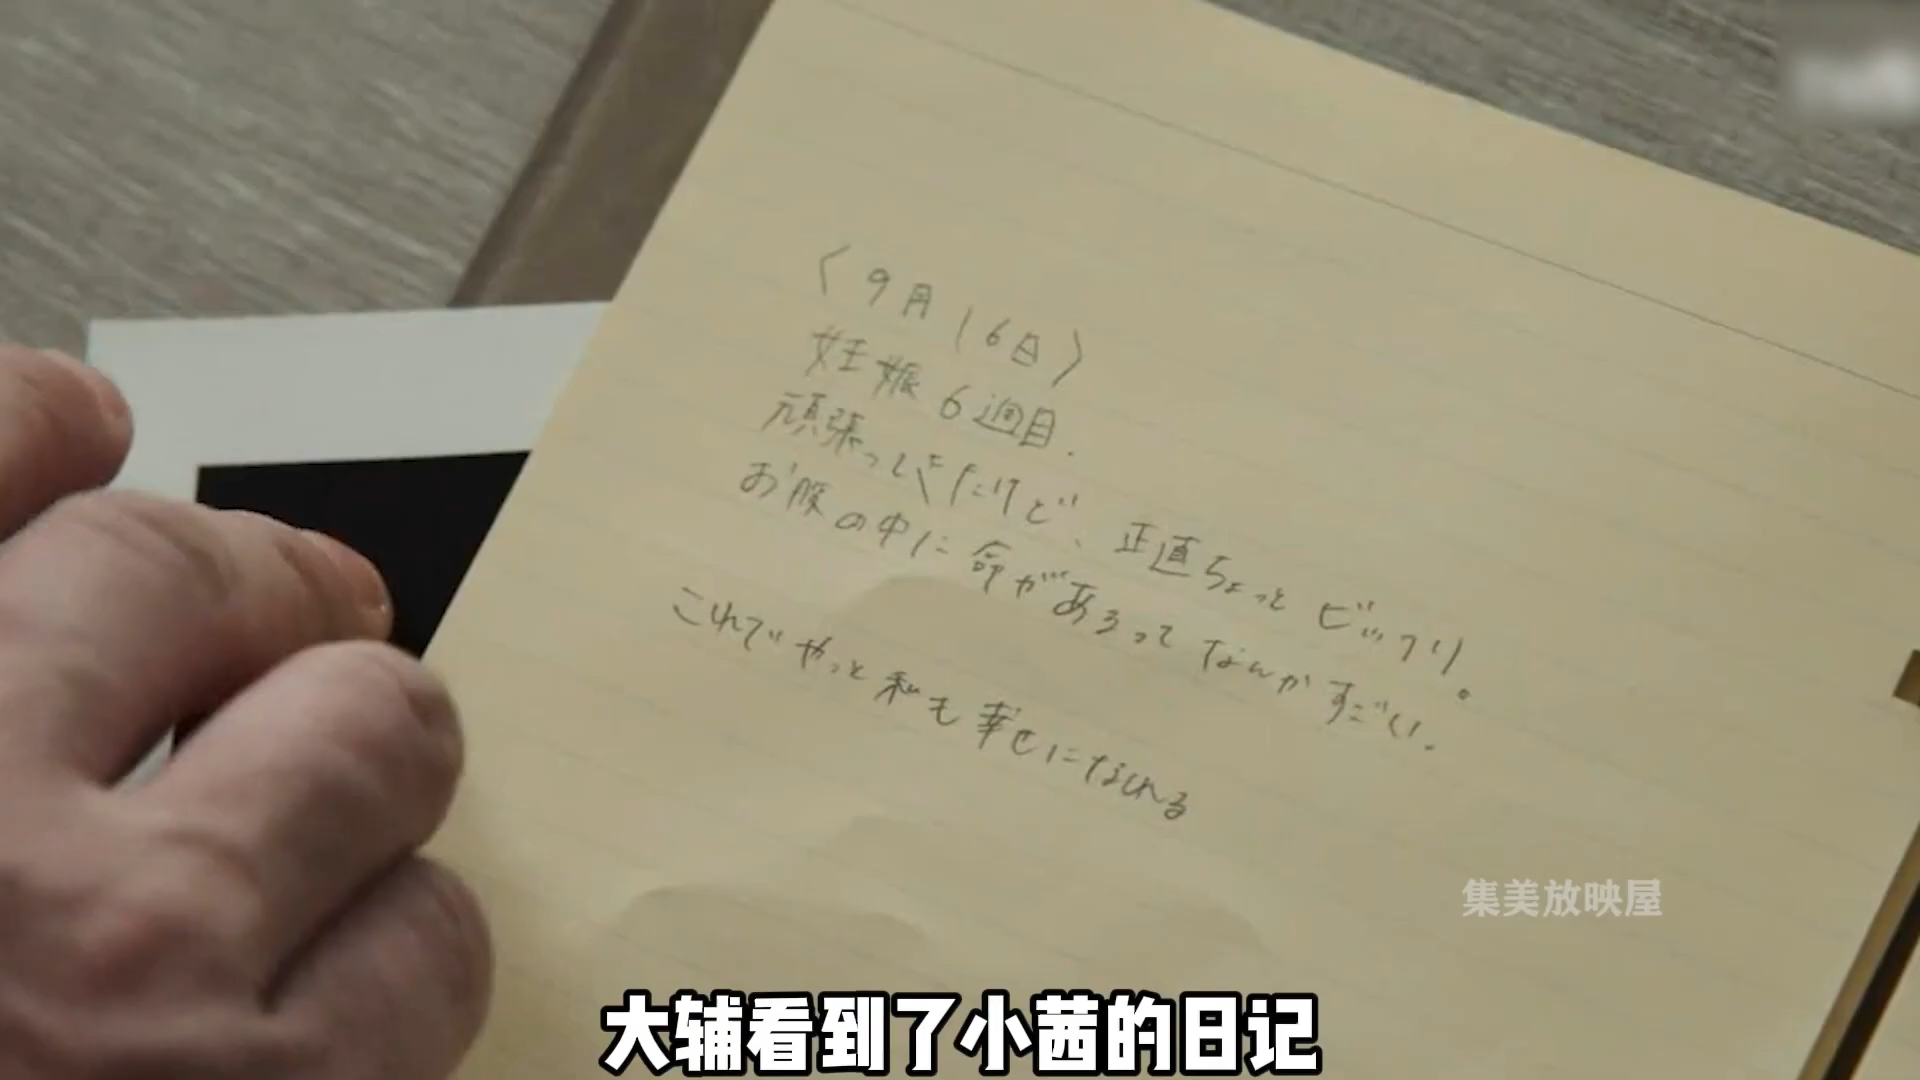 〈9月16日〉
妊娠6週目.
頑張ってきたけど、正直ちょっとビックリ。
お腹の中に命があるってなんかすごい.
これでやっと私も幸せになれる
集美放映屋
大辅看到了小茜的日记